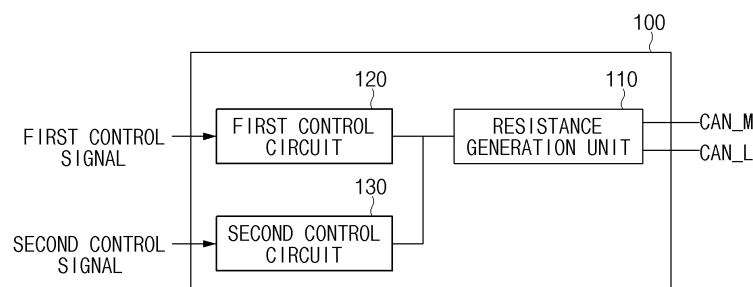 100
120
110
FIRST CONTROL
SIGNAL
FIRST CONTROL
CIRCUIT
RESISTANCE
GENERATION UNIT
CAN_M
CAN_L
130
SECOND CONTROL
SIGNAL
SECOND CONTROL
CIRCUIT